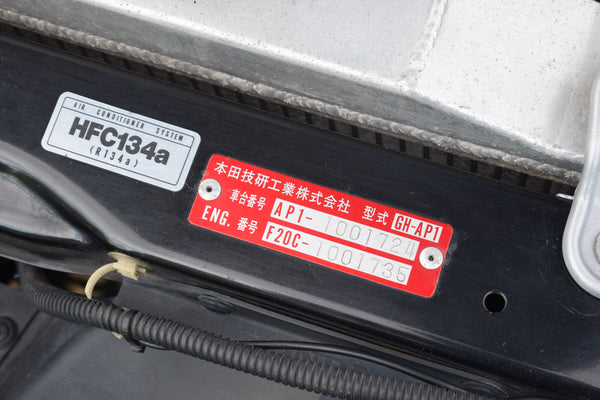 AIR CONDITIONER SYSTEM
HFC134a
(R134a)
本田技研工業株式会社 型式 GH-AP1
車台番号 AP1-1001724
ENG. 番号 F20C-1001735